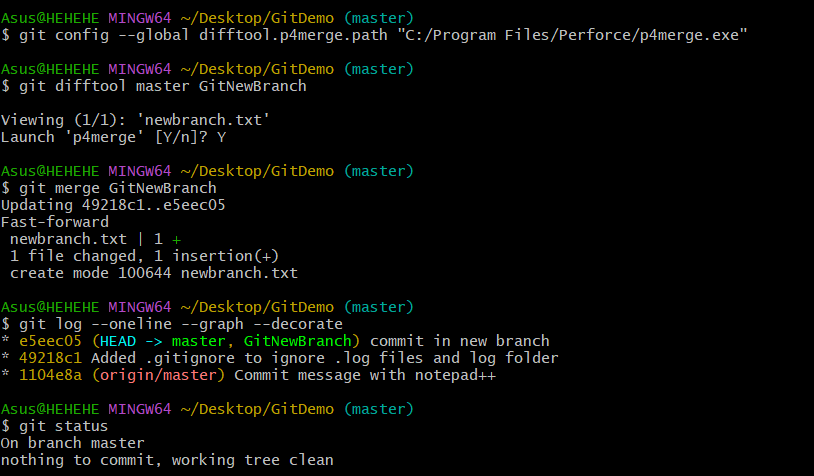 Asus@HEHEHE MINGW64 ~/Desktop/GitDemo (master)
$ git config --global difftool.p4merge.path "C:/Program Files/Perforce/p4merge.exe"
Asus@HEHEHE MINGW64 ~/Desktop/GitDemo (master)
$ git difftool master GitNewBranch
Viewing (1/1): 'newbranch.txt'
Launch 'p4merge' [Y/n]? Y
Asus@HEHEHE MINGW64 ~/Desktop/GitDemo (master)
$ git merge GitNewBranch
Updating 49218c1..e5eec05
Fast-forward
newbranch.txt | 1 +
1 file changed, 1 insertion(+)
create mode 100644 newbranch.txt
Asus@HEHEHE MINGW64 ~/Desktop/GitDemo (master)
$ git log --oneline --graph --decorate
* e5eec05 (HEAD -> master, GitNewBranch) commit in new branch
* 49218c1 Added .gitignore to ignore .log files and log folder
* 1104e8a (origin/master) Commit message with notepad++
Asus@HEHEHE MINGW64 ~/Desktop/GitDemo (master)
$ git status
On branch master
nothing to commit, working tree clean